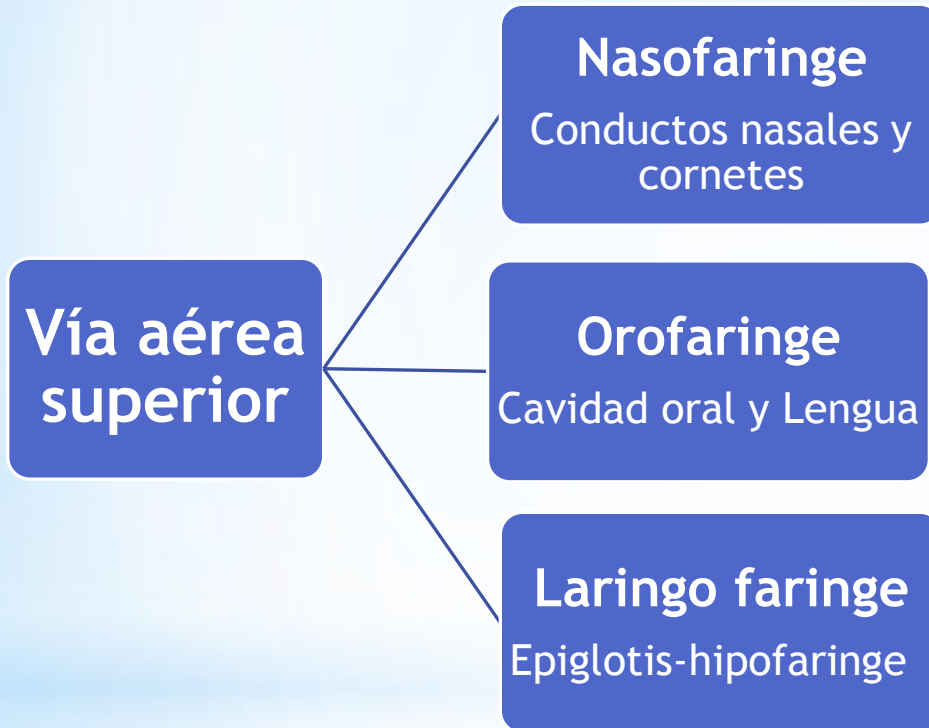 Vía aérea
superior
Nasofaringe
Conductos nasales y
cornetes
Orofaringe
Cavidad oral y Lengua
Laringo faringe
Epiglotis-hipofaringe